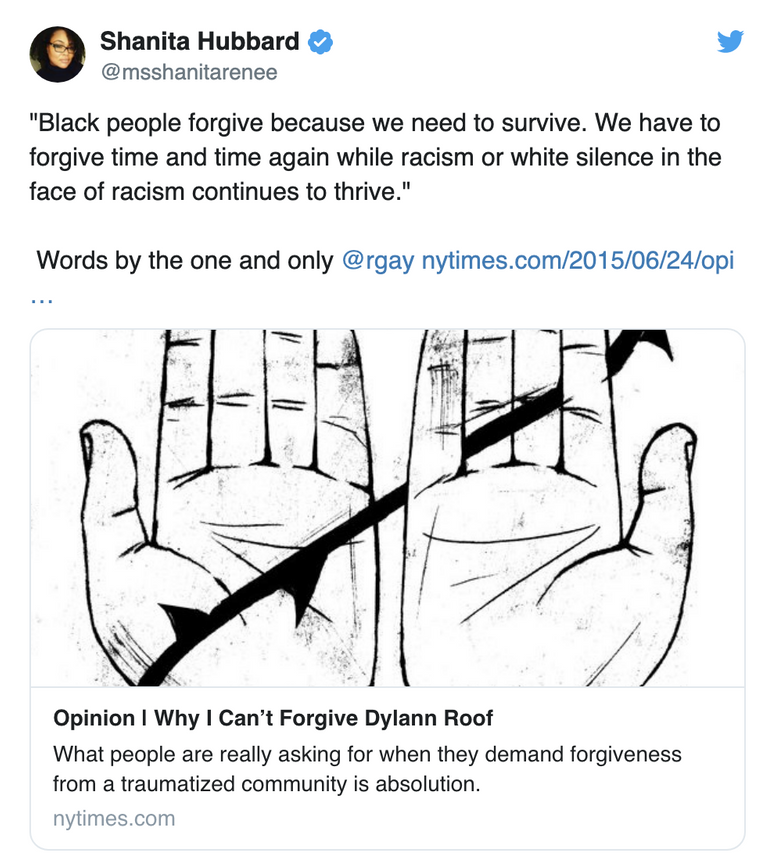 Shanita Hubbard
@msshanitarenee
"Black people forgive because we need to survive. We have to
forgive time and time again while racism or white silence in the
face of racism continues to thrive."
Words by the one and only @rgay nytimes.com/2015/06/24/opi
…
Opinion | Why I Can’t Forgive Dylann Roof
What people are really asking for when they demand forgiveness
from a traumatized community is absolution.
nytimes.com